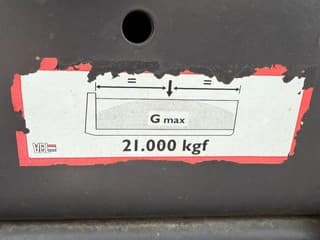 = =
G max
21.000 kgf